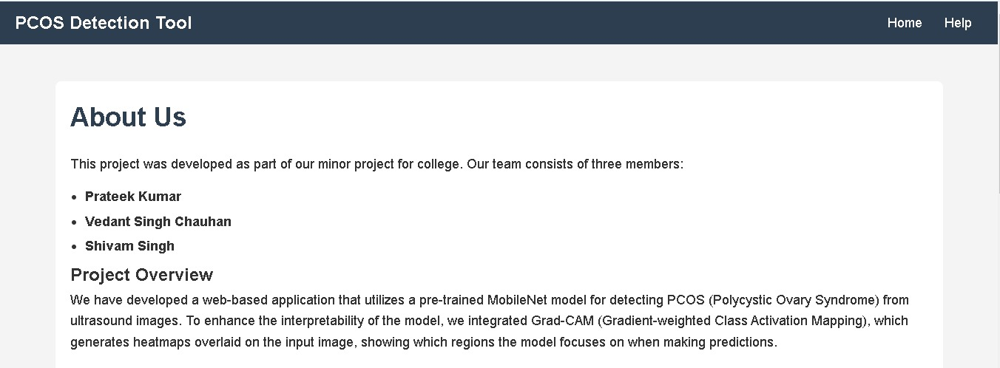 PCOS Detection Tool
Home Help
About Us
This project was developed as part of our minor project for college. Our team consists of three members:
• Prateek Kumar
• Vedant Singh Chauhan
• Shivam Singh
Project Overview
We have developed a web-based application that utilizes a pre-trained MobileNet model for detecting PCOS (Polycystic Ovary Syndrome) from
ultrasound images. To enhance the interpretability of the model, we integrated Grad-CAM (Gradient-weighted Class Activation Mapping), which
generates heatmaps overlaid on the input image, showing which regions the model focuses on when making predictions.